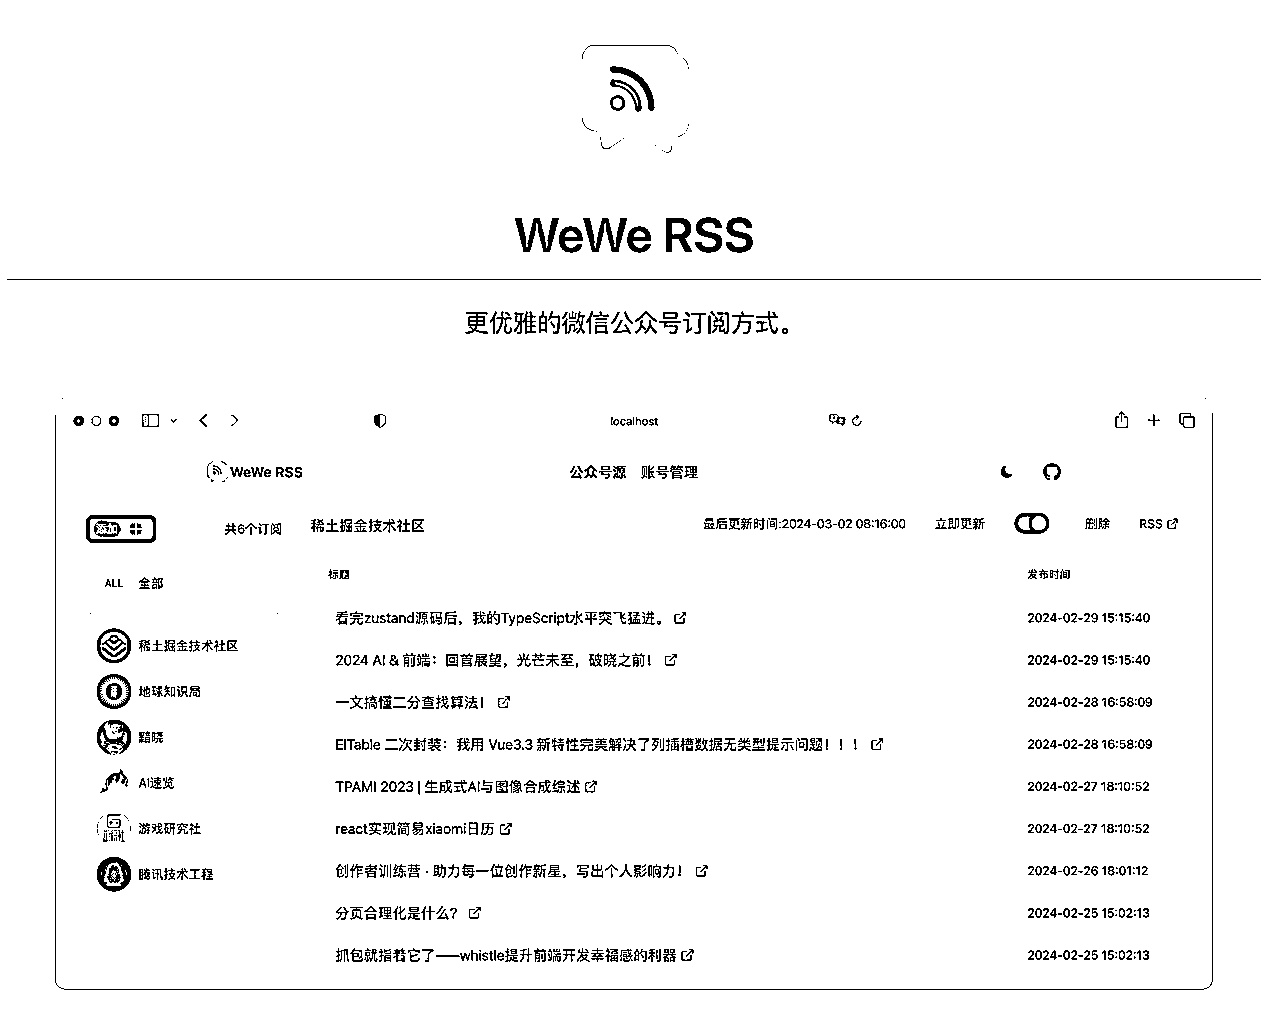 WeWe RSS
更优雅的微信公众号订阅方式。
localhost
WeWe RSS 公众号源 账号管理
添加 共6个订阅 稀土掘金技术社区 最后更新时间:2024-03-02 08:16:00 立即更新 删除 RSS
标题 发布时间
ALL 全部
看完zustand源码后，我的TypeScript水平突飞猛进。 2024-02-29 15:15:40
稀土掘金技术社区
2024 AI & 前端：回首展望，光芒未至，破晓之前！ 2024-02-29 15:15:40
地球知识局
一文搞懂二分查找算法！ 2024-02-28 16:58:09
黯晓
ElTable 二次封装：我用 Vue3.3 新特性完美解决了列插槽数据无类型提示问题！！！ 2024-02-28 16:58:09
AI速览
TPAMI 2023 | 生成式AI与图像合成综述 2024-02-27 18:10:52
游戏研究社
react实现简易xiaomi日历 2024-02-27 18:10:52
腾讯技术工程
创作者训练营 · 助力每一位创作新星，写出个人影响力！ 2024-02-26 18:01:12
分页合理化是什么？ 2024-02-25 15:02:13
抓包就指着它了——whistle提升前端开发幸福感的利器 2024-02-25 15:02:13